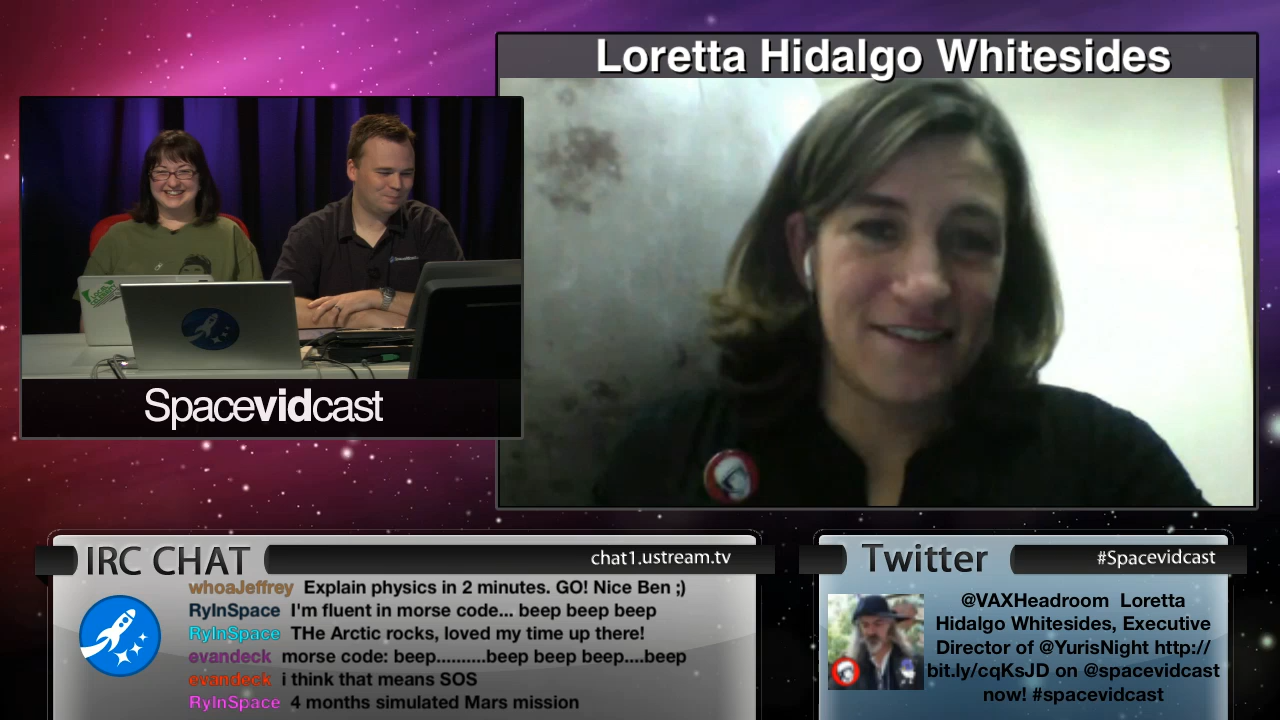 Loretta Hidalgo Whitesides
Spacevidcast
IRC CHAT
chat1.ustream.tv
whoaJeffrey Explain physics in 2 minutes. GO! Nice Ben ;)
RyInSpace I'm fluent in morse code... beep beep beep
RyInSpace THe Arctic rocks, loved my time up there!
evandeck morse code: beep..........beep beep beep....beep
evandeck i think that means SOS
RyInSpace 4 months simulated Mars mission
Twitter
#Spacevidcast
@VAXHeadroom Loretta
Hidalgo Whitesides, Executive
Director of @YurisNight http://
bit.ly/cqKsJD on @spacevidcast
now! #spacevidcast